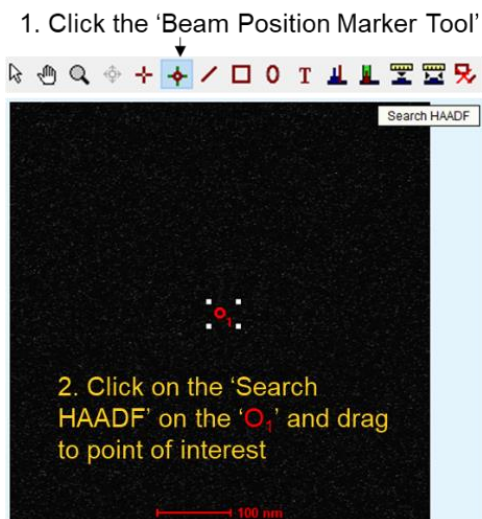 1. Click the ‘Beam Position Marker Tool’
T
Search HAADF
O1
2. Click on the ‘Search
HAADF’ on the ‘O1’ and drag
to point of interest
100 nm